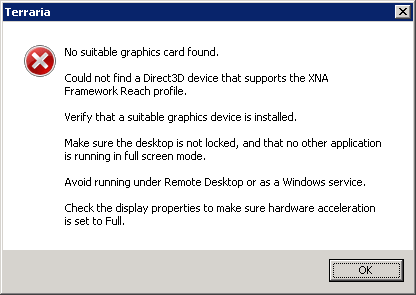 Terraria
No suitable graphics card found.
Could not find a Direct3D device that supports the XNA
Framework Reach profile.
Verify that a suitable graphics device is installed.
Make sure the desktop is not locked, and that no other application
is running in full screen mode.
Avoid running under Remote Desktop or as a Windows service.
Check the display properties to make sure hardware acceleration
is set to Full.
OK